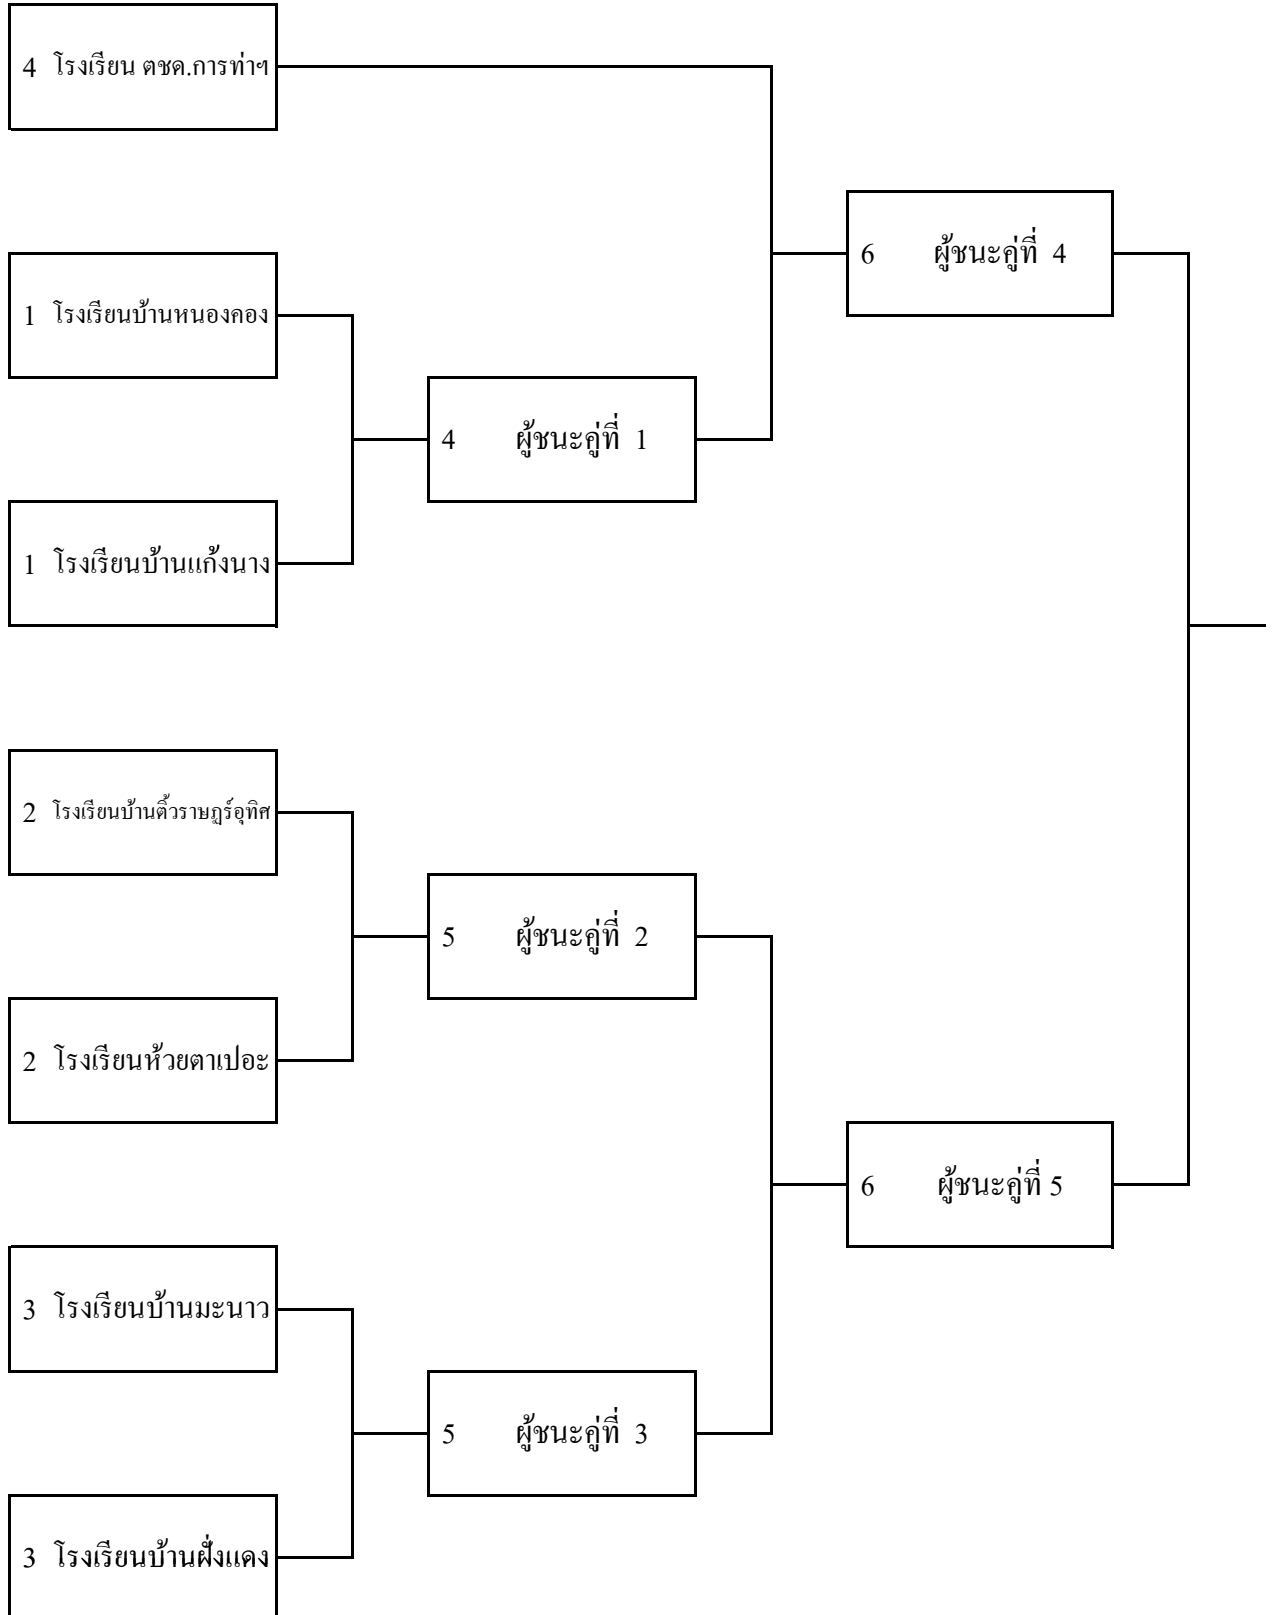 4 โรงเรียน ตชด.การท่าฯ
6 ผู้ชนะคู่ที่ 4
1 โรงเรียนบ้านหนองคอง
4 ผู้ชนะคู่ที่ 1
1 โรงเรียนบ้านแก้งนาง
2 โรงเรียนบ้านติ้วราษฎร์อุทิศ
5 ผู้ชนะคู่ที่ 2
2 โรงเรียนห้วยตาเปอะ
6 ผู้ชนะคู่ที่ 5
3 โรงเรียนบ้านมะนาว
5 ผู้ชนะคู่ที่ 3
3 โรงเรียนบ้านฝั่งแดง